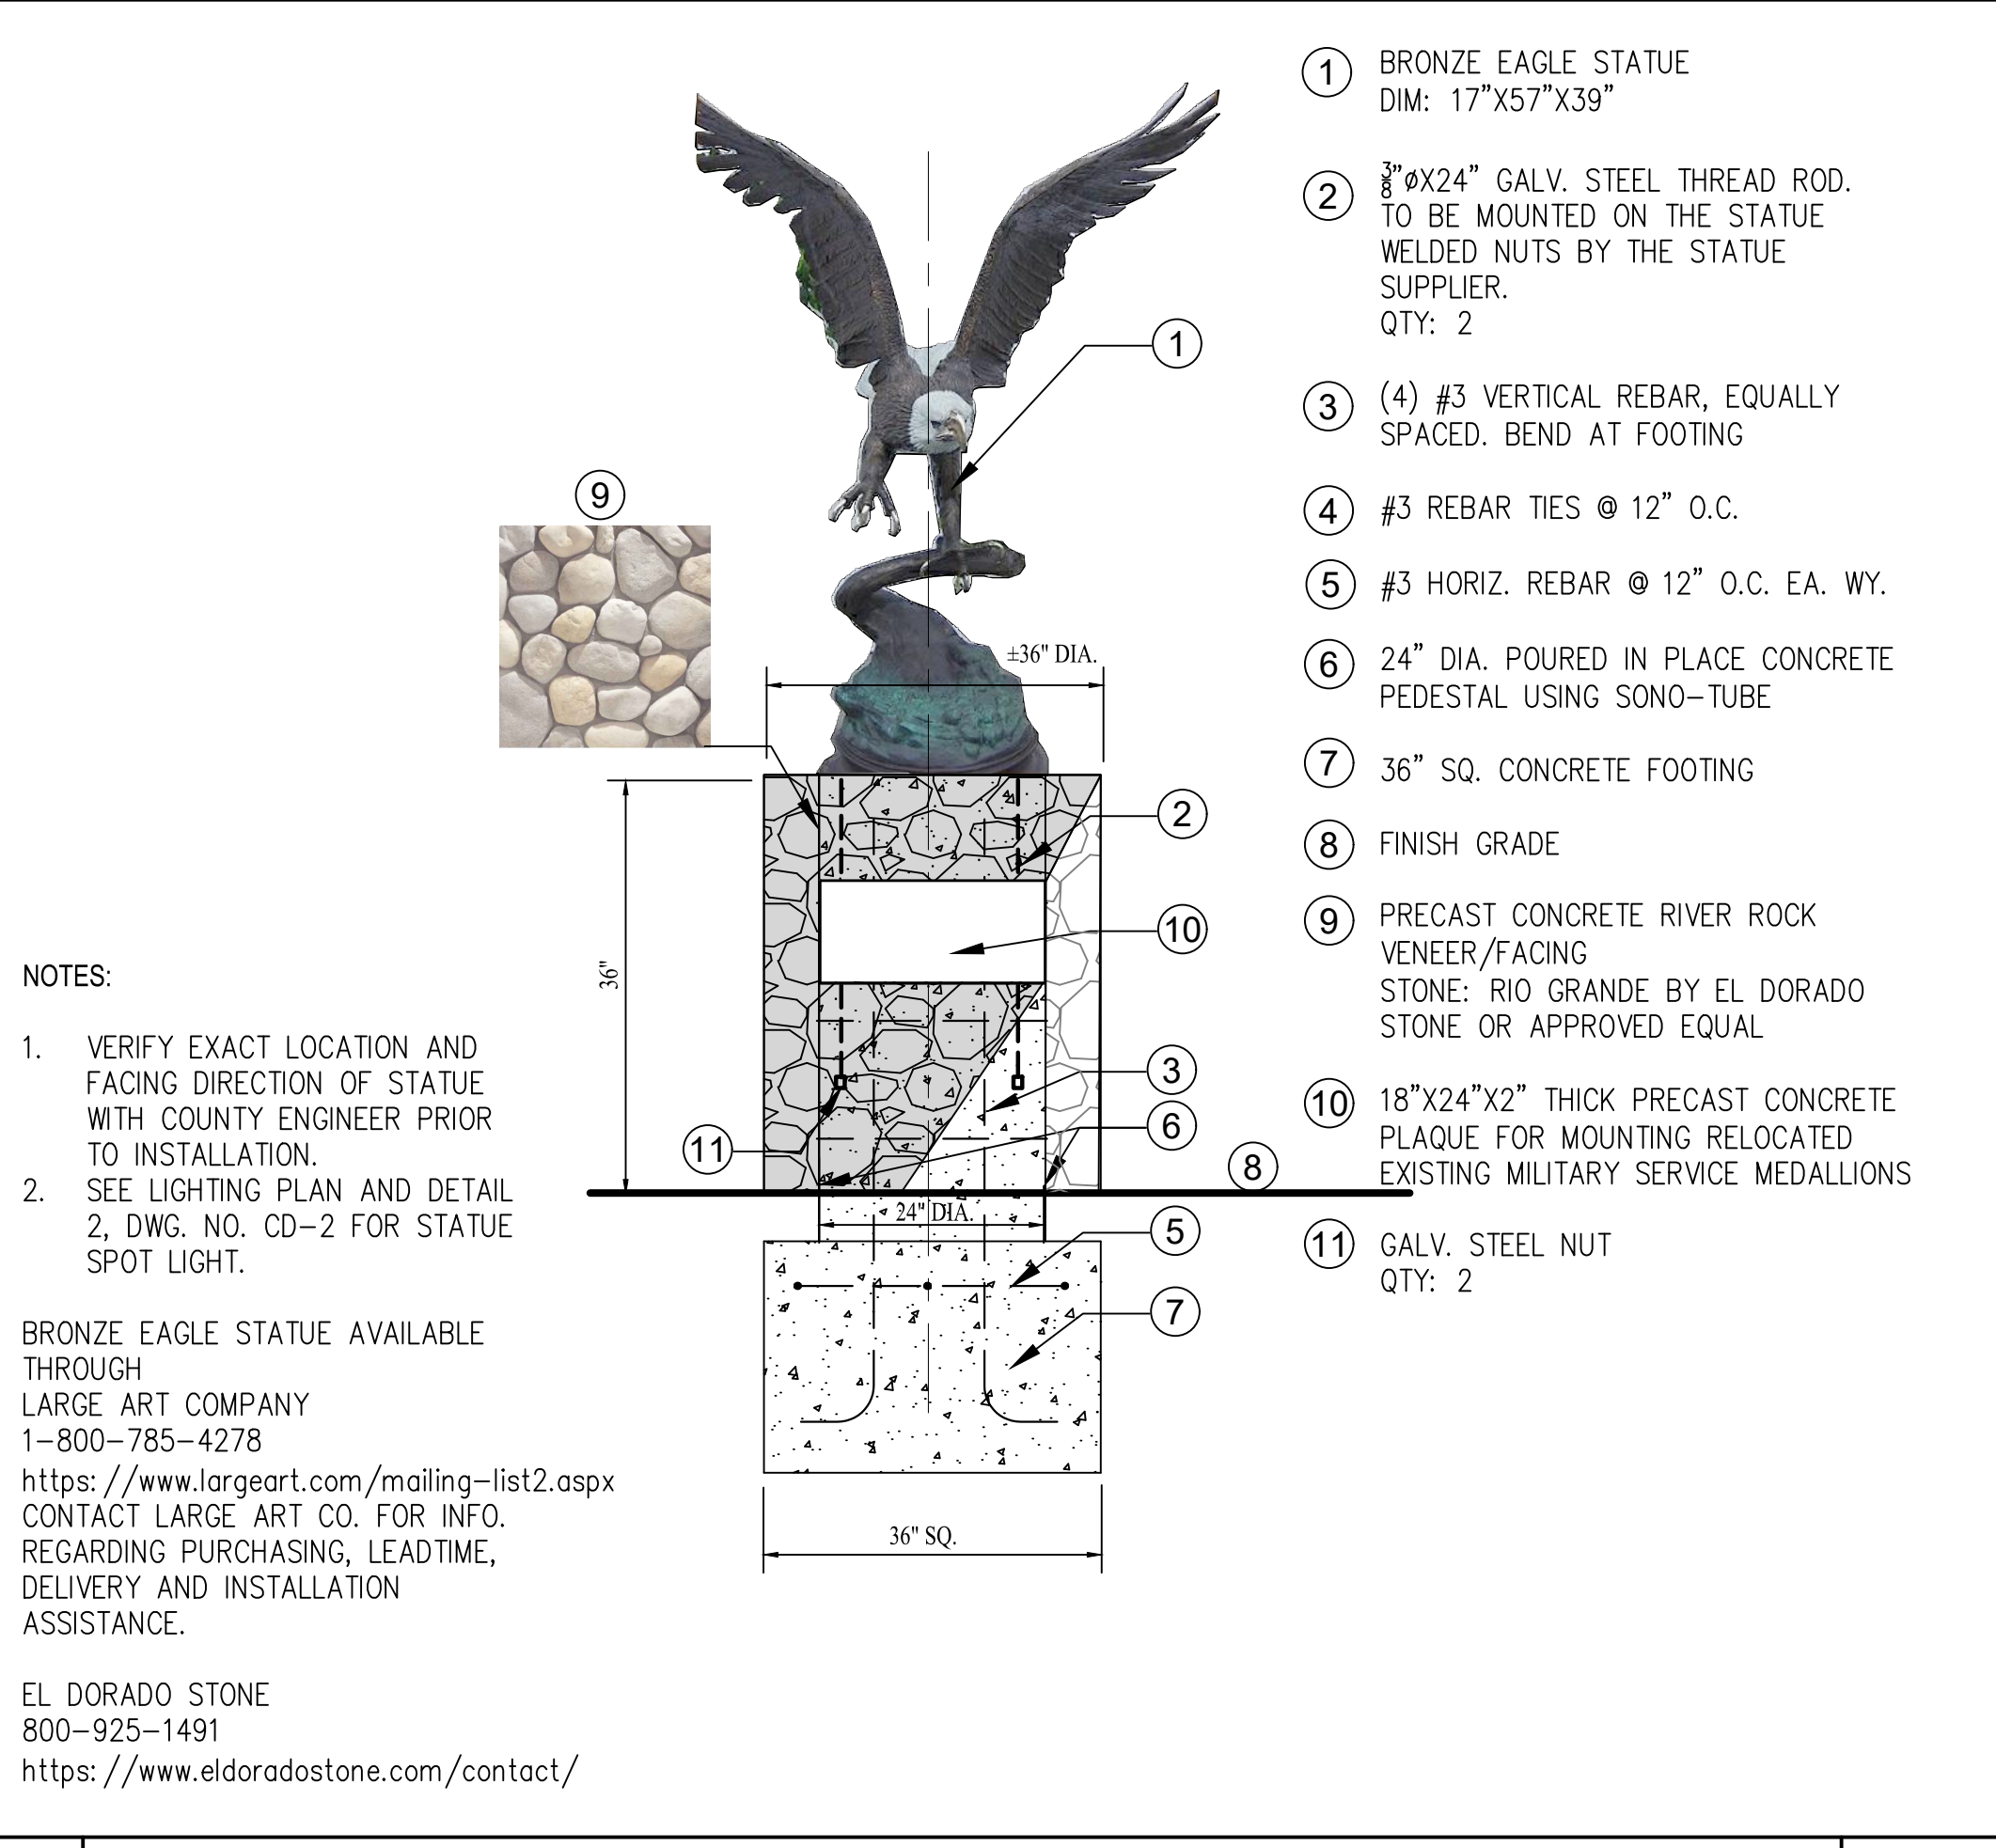 1 BRONZE EAGLE STATUE
DIM: 17"X57"X39"
2 3/8"ØX24" GALV. STEEL THREAD ROD.
TO BE MOUNTED ON THE STATUE
WELDED NUTS BY THE STATUE
SUPPLIER.
QTY: 2
3 (4) #3 VERTICAL REBAR, EQUALLY
SPACED. BEND AT FOOTING
4 #3 REBAR TIES @ 12" O.C.
5 #3 HORIZ. REBAR @ 12" O.C. EA. WY.
6 24" DIA. POURED IN PLACE CONCRETE
PEDESTAL USING SONO-TUBE
7 36" SQ. CONCRETE FOOTING
8 FINISH GRADE
9 PRECAST CONCRETE RIVER ROCK
VENEER/FACING
STONE: RIO GRANDE BY EL DORADO
STONE OR APPROVED EQUAL
10 18"X24"X2" THICK PRECAST CONCRETE
PLAQUE FOR MOUNTING RELOCATED
EXISTING MILITARY SERVICE MEDALLIONS
11 GALV. STEEL NUT
QTY: 2
1
9
±36" DIA.
2
10
36"
3
6
11
8
24" DIA.
5
7
36" SQ.
NOTES:
1. VERIFY EXACT LOCATION AND
FACING DIRECTION OF STATUE
WITH COUNTY ENGINEER PRIOR
TO INSTALLATION.
2. SEE LIGHTING PLAN AND DETAIL
2, DWG. NO. CD-2 FOR STATUE
SPOT LIGHT.
BRONZE EAGLE STATUE AVAILABLE
THROUGH
LARGE ART COMPANY
1-800-785-4278
https://www.largeart.com/mailing-list2.aspx
CONTACT LARGE ART CO. FOR INFO.
REGARDING PURCHASING, LEADTIME,
DELIVERY AND INSTALLATION
ASSISTANCE.
EL DORADO STONE
800-925-1491
https://www.eldoradostone.com/contact/